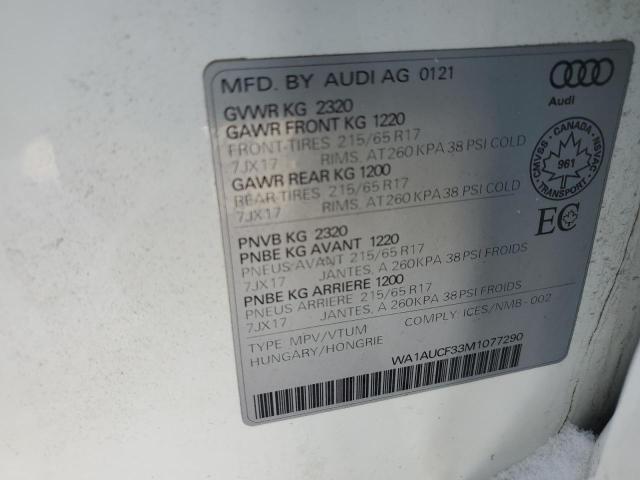 MFD. BY AUDI AG 0121
Audi
GVWR KG 2320
GAWR FRONT KG 1220
FRONT-TIRES 215/65 R17
7JX17 RIMS, AT 260 KPA 38 PSI COLD
GAWR REAR KG 1200
REAR-TIRES 215/65 R17
7JX17 RIMS, AT 260 KPA 38 PSI COLD
CMVSS - CANADA - NSVAC
961
TRANSPORT
EC
PNVB KG 2320
PNBE KG AVANT 1220
PNEUS AVANT 215/65 R17
7JX17 JANTES, A 260KPA 38 PSI FROIDS
PNBE KG ARRIERE 1200
PNEUS ARRIERE 215/65 R17
7JX17 JANTES, A 260KPA 38 PSI FROIDS
TYPE MPV/VTUM COMPLY: ICES/NMB-002
HUNGARY/HONGRIE
WA1AUCF33M1077290